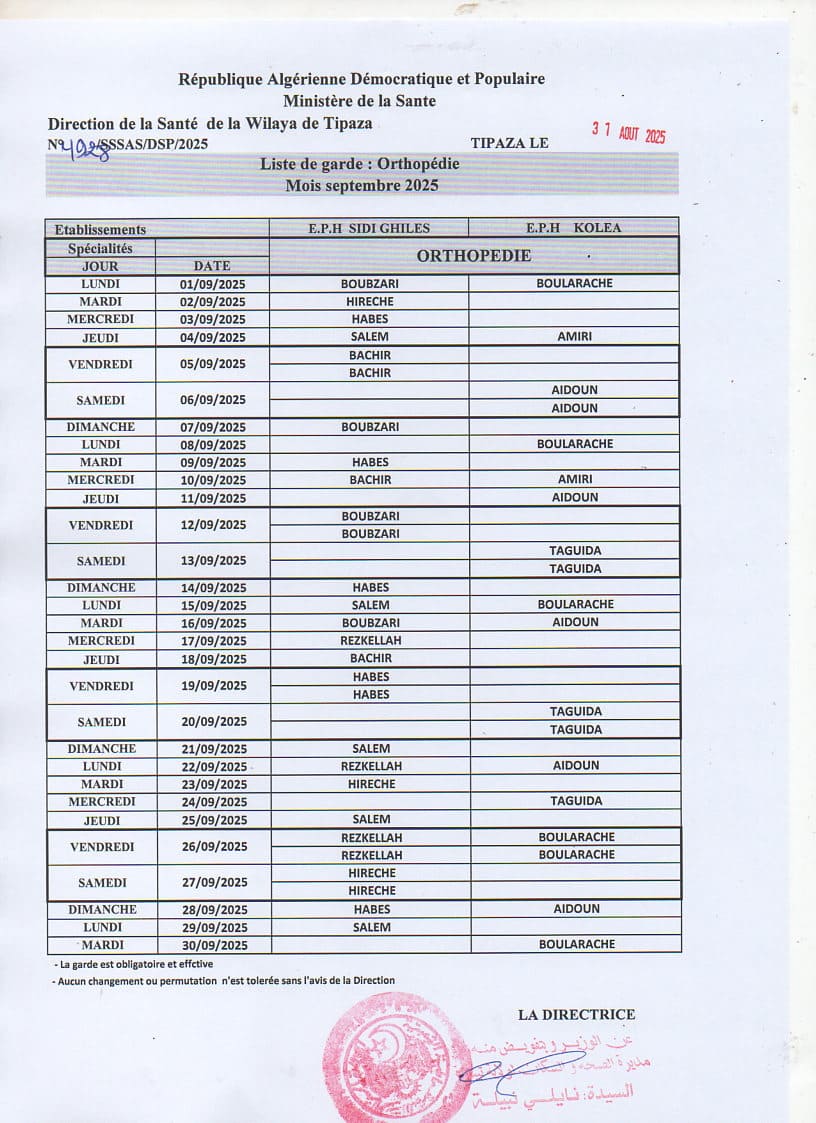 République Algérienne Démocratique et Populaire
Ministère de la Sante
Direction de la Santé de la Wilaya de Tipaza
N° 4928/SSSAS/DSP/2025 TIPAZA LE 31 AOUT 2025
Liste de garde : Orthopédie
Mois septembre 2025
Etablissements E.P.H SIDI GHILES E.P.H KOLEA
Spécialités ORTHOPEDIE
JOUR DATE
LUNDI 01/09/2025 BOUBZARI BOULARACHE
MARDI 02/09/2025 HIRECHE
MERCREDI 03/09/2025 HABES
JEUDI 04/09/2025 SALEM AMIRI
VENDREDI 05/09/2025 BACHIR
BACHIR
SAMEDI 06/09/2025 AIDOUN
AIDOUN
DIMANCHE 07/09/2025 BOUBZARI
LUNDI 08/09/2025 BOULARACHE
MARDI 09/09/2025 HABES
MERCREDI 10/09/2025 BACHIR AMIRI
JEUDI 11/09/2025 AIDOUN
VENDREDI 12/09/2025 BOUBZARI
BOUBZARI
SAMEDI 13/09/2025 TAGUIDA
TAGUIDA
DIMANCHE 14/09/2025 HABES
LUNDI 15/09/2025 SALEM BOULARACHE
MARDI 16/09/2025 BOUBZARI AIDOUN
MERCREDI 17/09/2025 REZKELLAH
JEUDI 18/09/2025 BACHIR
VENDREDI 19/09/2025 HABES
HABES
SAMEDI 20/09/2025 TAGUIDA
TAGUIDA
DIMANCHE 21/09/2025 SALEM
LUNDI 22/09/2025 REZKELLAH AIDOUN
MARDI 23/09/2025 HIRECHE
MERCREDI 24/09/2025 TAGUIDA
JEUDI 25/09/2025 SALEM
VENDREDI 26/09/2025 REZKELLAH BOULARACHE
REZKELLAH BOULARACHE
SAMEDI 27/09/2025 HIRECHE
HIRECHE
DIMANCHE 28/09/2025 HABES AIDOUN
LUNDI 29/09/2025 SALEM
MARDI 30/09/2025 BOULARACHE
- La garde est obligatoire et effctive
- Aucun changement ou permutation n'est tolerée sans l'avis de la Direction
LA DIRECTRICE
عن الوزير و بتفويض منه
مديرة الصحة و السكان
السيدة: نايلي نبيلة